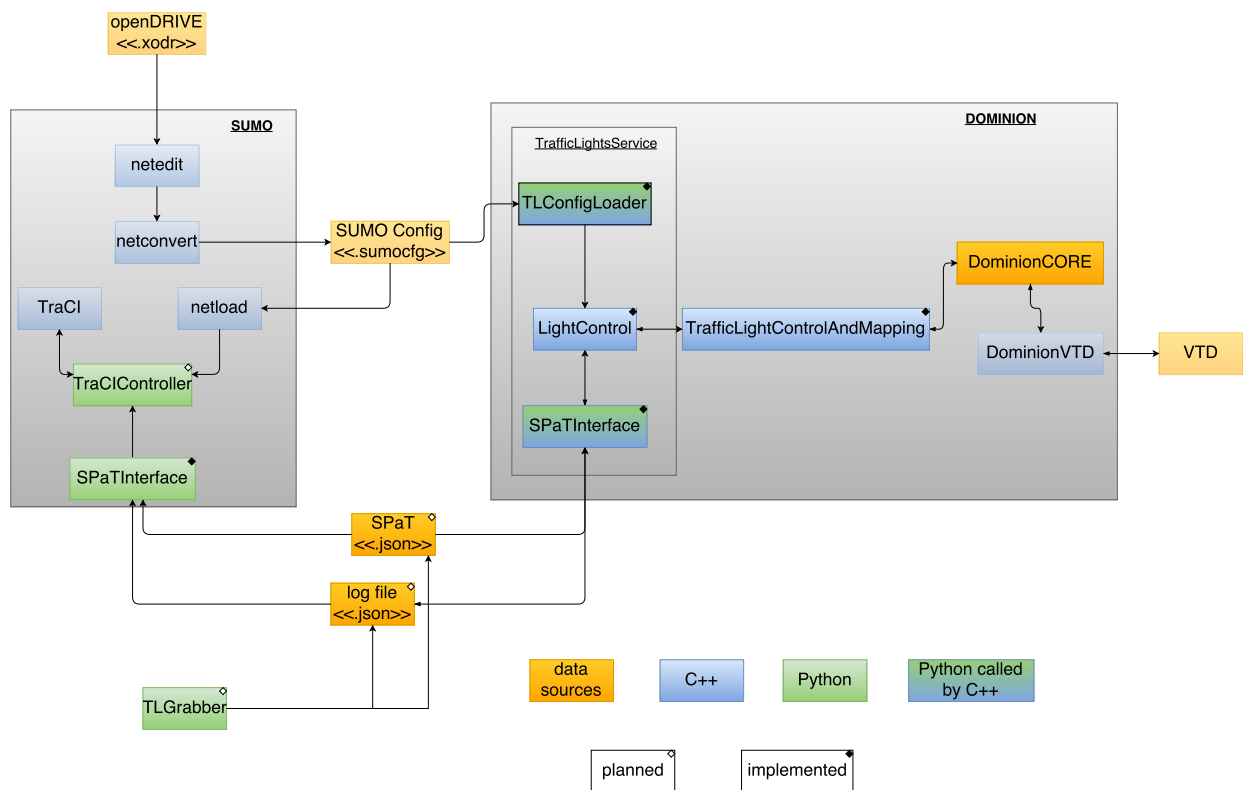 openDRIVE
<<.xodr>>
SUMO
netedit
netconvert
SUMO Config
<<.sumocfg>>
TraCI
netload
TraCIController
SPaTInterface
DOMINION
TrafficLightsService
TLConfigLoader
LightControl
TrafficLightControlAndMapping
SPaTInterface
DominionCORE
DominionVTD
VTD
SPaT
<<.json>>
log file
<<.json>>
TLGrabber
data
sources
C++
Python
Python called
by C++
planned
implemented